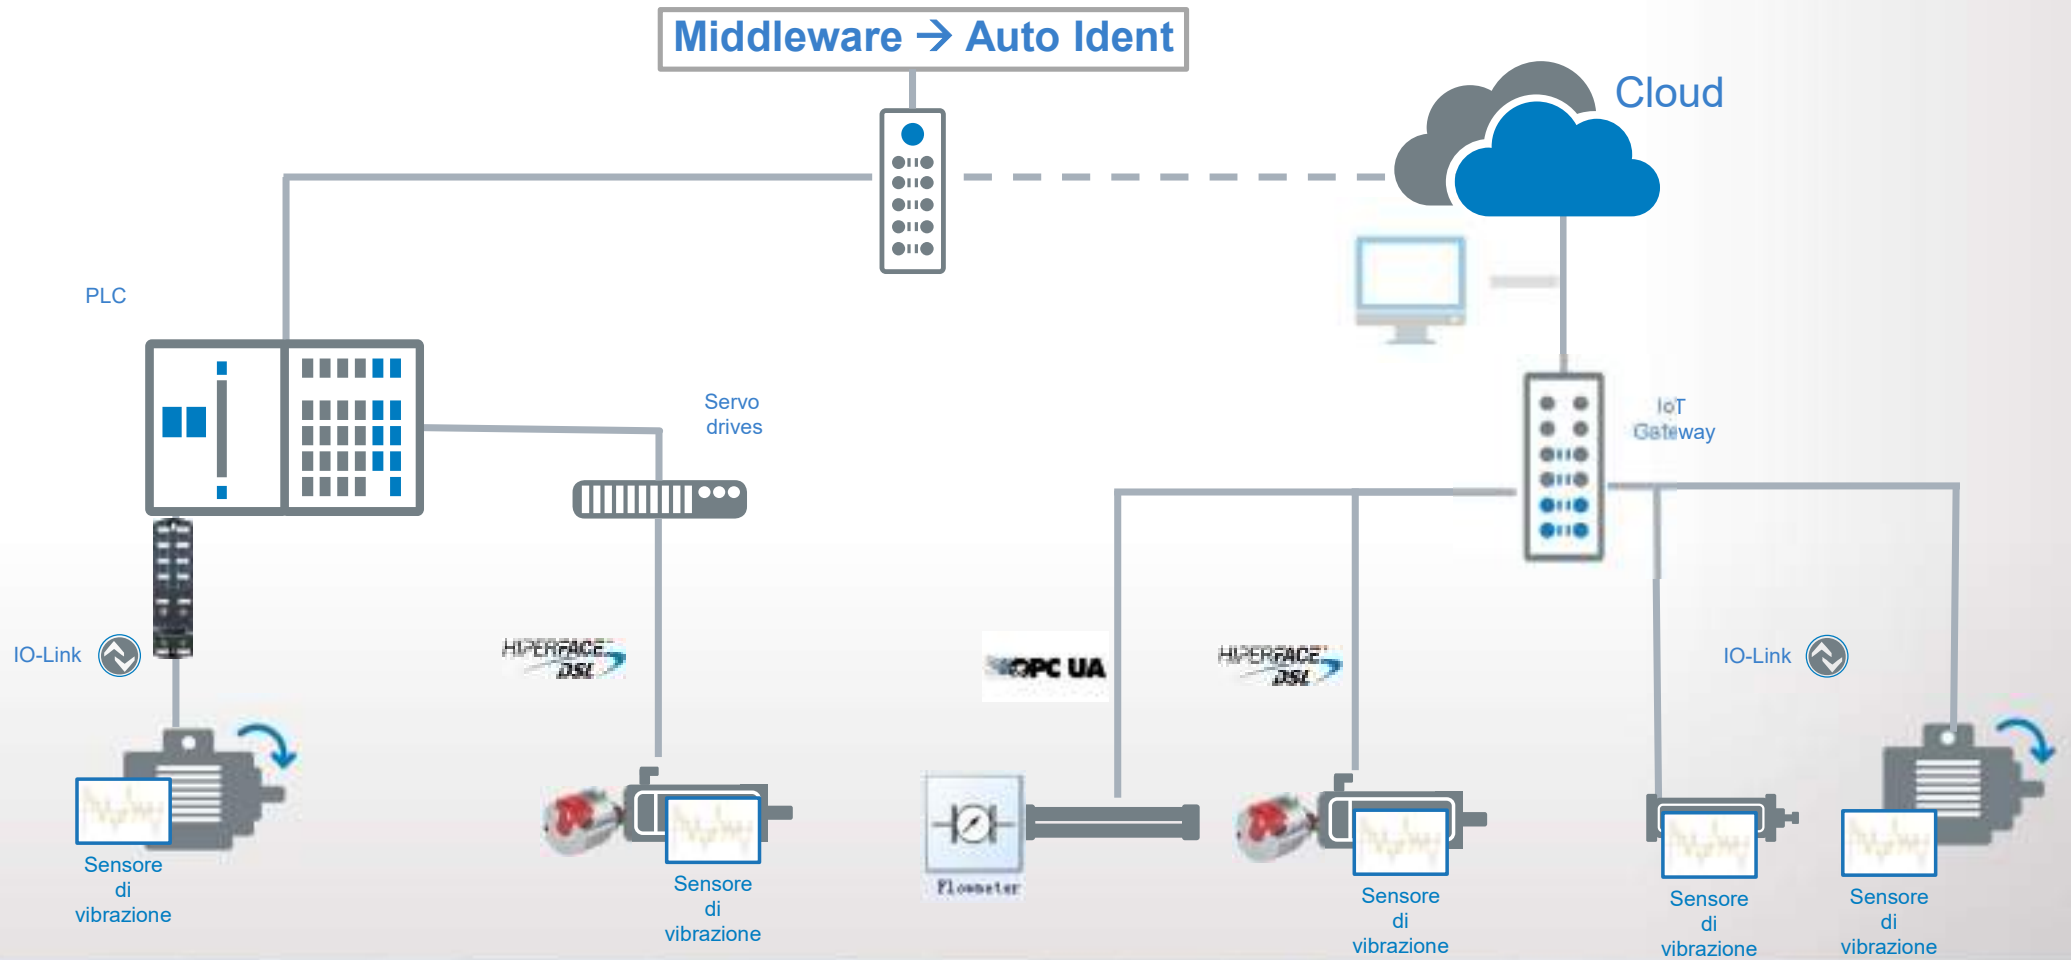 Middleware → Auto Ident
Cloud
PLC
Servo
drives
IoT
Gateway
IO-Link
HIPERFACE
DSL
OPC UA
HIPERFACE
DSL
IO-Link
Flowmeter
Sensore
di
vibrazione
Sensore
di
vibrazione
Sensore
di
vibrazione
Sensore
di
vibrazione
Sensore
di
vibrazione